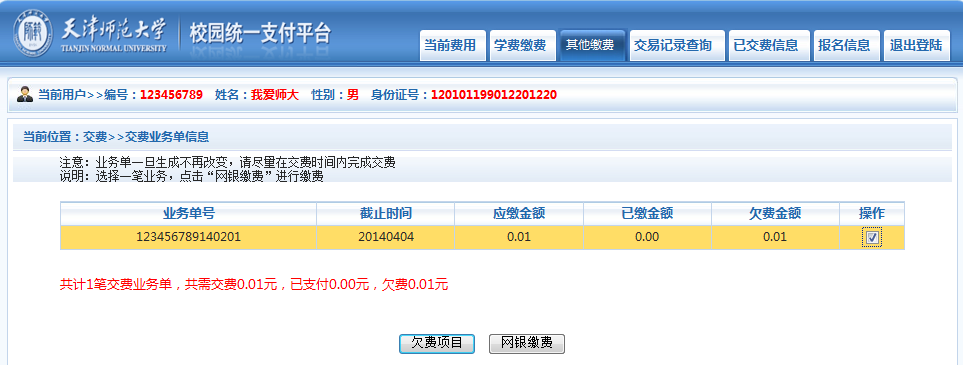 天津师范大学 校园统一支付平台
TIANJIN NORMAL UNIVERSITY
当前费用 学费缴费 其他缴费 交易记录查询 已交费信息 报名信息 退出登陆
当前用户>>编号：123456789 姓名：我爱师大 性别：男 身份证号：120101199012201220
当前位置：交费>>交费业务单信息
注意：业务单一旦生成不再改变，请尽量在交费时间内完成交费
说明：选择一笔业务，点击“网银缴费”进行缴费
业务单号 截止时间 应缴金额 已缴金额 欠费金额 操作
123456789140201 20140404 0.01 0.00 0.01
共计1笔交费业务单，共需交费0.01元，已支付0.00元，欠费0.01元
欠费项目 网银缴费